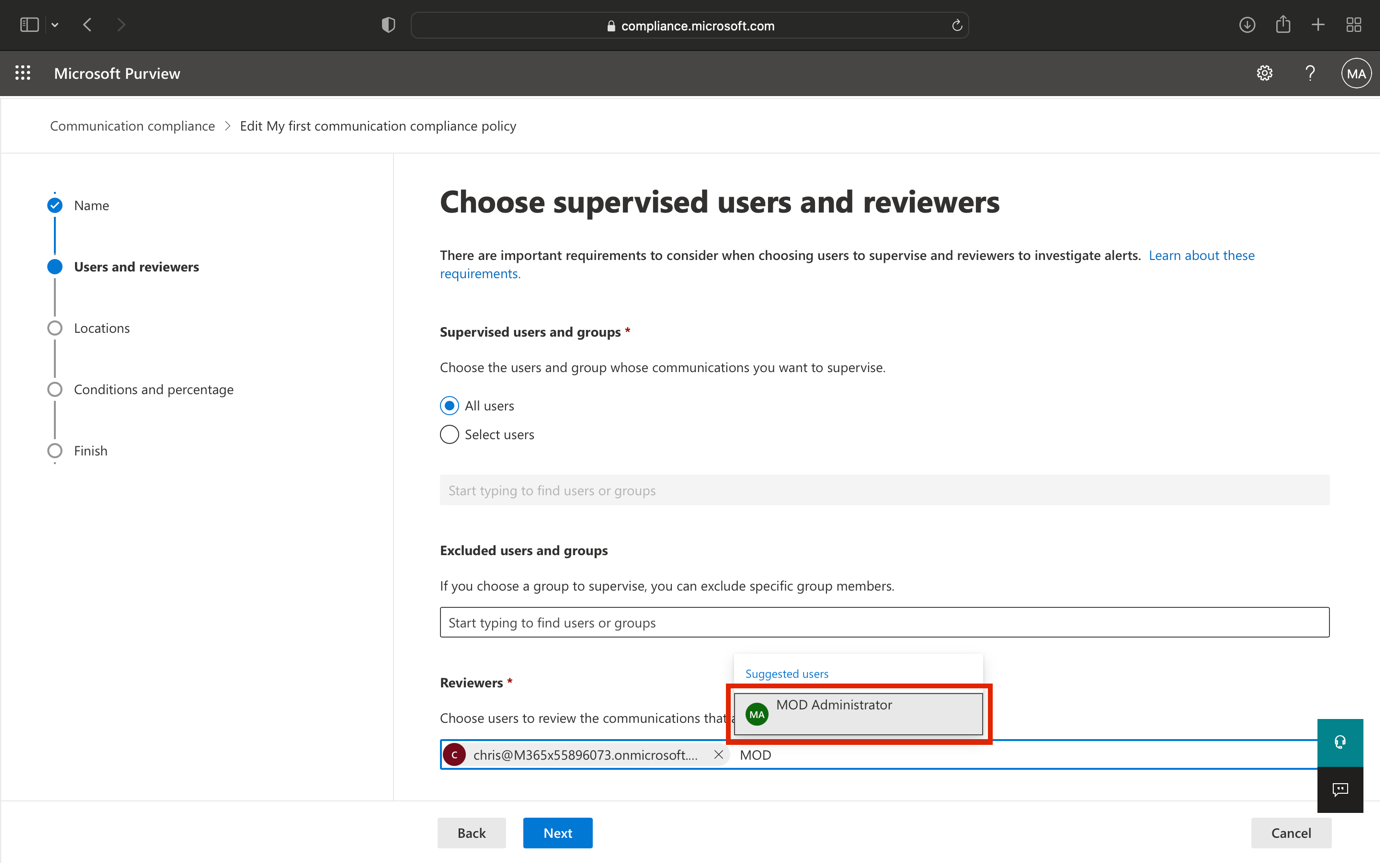 compliance.microsoft.com
Microsoft Purview
?
MA
Communication compliance > Edit My first communication compliance policy
Name
Users and reviewers
Locations
Conditions and percentage
Finish
Choose supervised users and reviewers
There are important requirements to consider when choosing users to supervise and reviewers to investigate alerts. Learn about these
requirements.
Supervised users and groups *
Choose the users and group whose communications you want to supervise.
All users
Select users
Start typing to find users or groups
Excluded users and groups
If you choose a group to supervise, you can exclude specific group members.
Start typing to find users or groups
Reviewers *
Choose users to review the communications that
Suggested users
MA MOD Administrator
C chris@M365x55896073.onmicrosoft.... MOD
Back
Next
Cancel